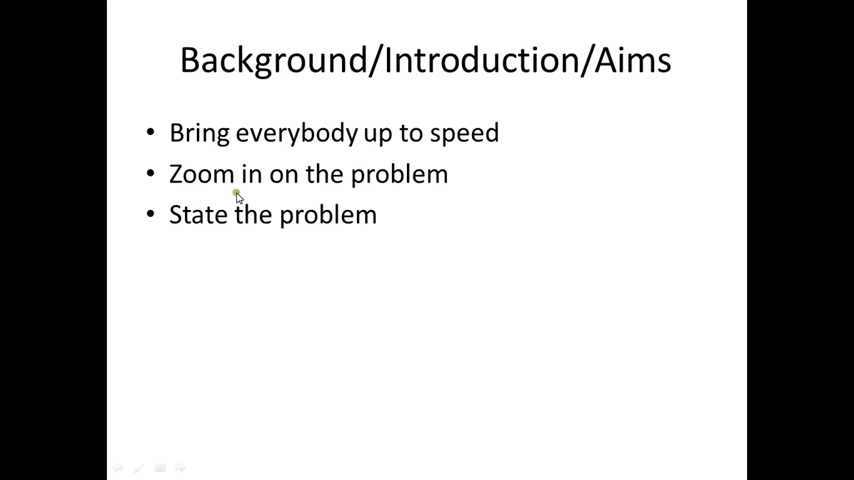 Background/Introduction/Aims
• Bring everybody up to speed
• Zoom in on the problem
• State the problem